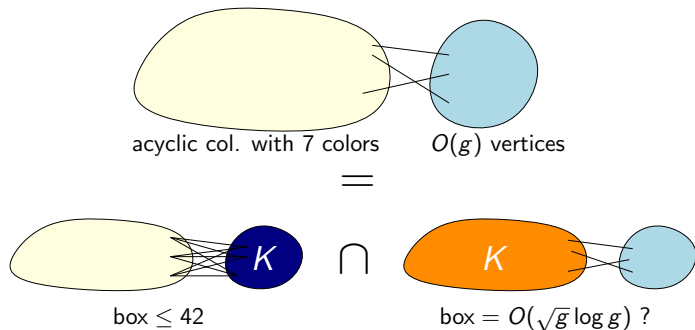 acyclic col. with 7 colors O(g) vertices
=
K ∩ K
box ≤ 42 box = O(√g log g) ?